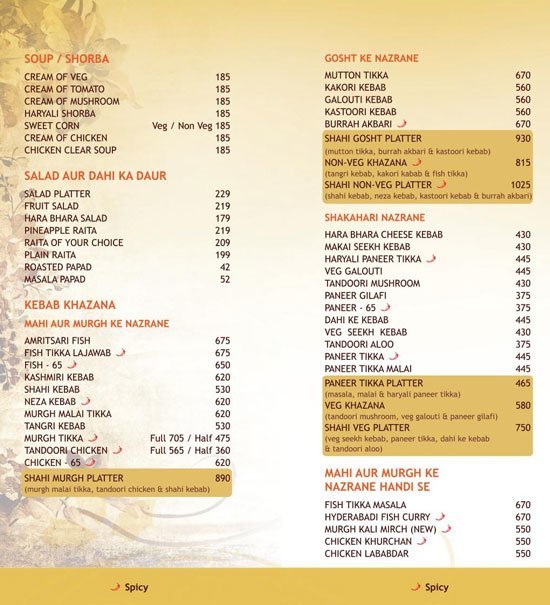 SOUP / SHORBA
CREAM OF VEG 185
CREAM OF TOMATO 185
CREAM OF MUSHROOM 185
HARYALI SHORBA 185
SWEET CORN Veg / Non Veg 185
CREAM OF CHICKEN 185
CHICKEN CLEAR SOUP 185
SALAD AUR DAHI KA DAUR
SALAD PLATTER 229
FRUIT SALAD 219
HARA BHARA SALAD 179
PINEAPPLE RAITA 219
RAITA OF YOUR CHOICE 209
PLAIN RAITA 199
ROASTED PAPAD 42
MASALA PAPAD 52
KEBAB KHAZANA
MAHI AUR MURGH KE NAZRANE
AMRITSARI FISH 675
FISH TIKKA LAJAWAB 675
FISH - 65 650
KASHMIRI KEBAB 620
SHAHI KEBAB 530
NEZA KEBAB 620
MURGH MALAI TIKKA 620
TANGRI KEBAB 530
MURGH TIKKA Full 705 / Half 475
TANDOORI CHICKEN Full 565 / Half 360
CHICKEN - 65 620
SHAHI MURGH PLATTER 890
(murgh malai tikka, tandoori chicken & shahi kebab)
Spicy
GOSHT KE NAZRANE
MUTTON TIKKA 670
KAKORI KEBAB 560
GALOUTI KEBAB 560
KASTOORI KEBAB 560
BURRAH AKBARI 670
SHAHI GOSHT PLATTER 930
(mutton tikka, burrah akbari & kastoori kebab)
NON-VEG KHAZANA 815
(tangri kebab, kakori kabab & fish tikka)
SHAHI NON-VEG PLATTER 1025
(shahi kebab, neza kebab, kastoori kebab & burrah akbari)
SHAKAHARI NAZRANE
HARA BHARA CHEESE KEBAB 430
MAKAI SEEKH KEBAB 430
HARYALI PANEER TIKKA 445
VEG GALOUTI 445
TANDOORI MUSHROOM 430
PANEER GILAFI 375
PANEER - 65 375
DAHI KE KEBAB 445
VEG SEEKH KEBAB 430
TANDOORI ALOO 375
PANEER TIKKA 445
PANEER TIKKA MALAI 445
PANEER TIKKA PLATTER 465
(masala, malai & haryali paneer tikka)
VEG KHAZANA 580
(tandoori mushroom, veg galouti & paneer gilafi)
SHAHI VEG PLATTER 750
(veg seekh kebab, paneer tikka, dahi ke kebab
& tandoori aloo)
MAHI AUR MURGH KE
NAZRANE HANDI SE
FISH TIKKA MASALA 670
HYDERABADI FISH CURRY 670
MURGH KALI MIRCH (NEW) 550
CHICKEN KHURCHAN 550
CHICKEN LABABDAR 550
Spicy